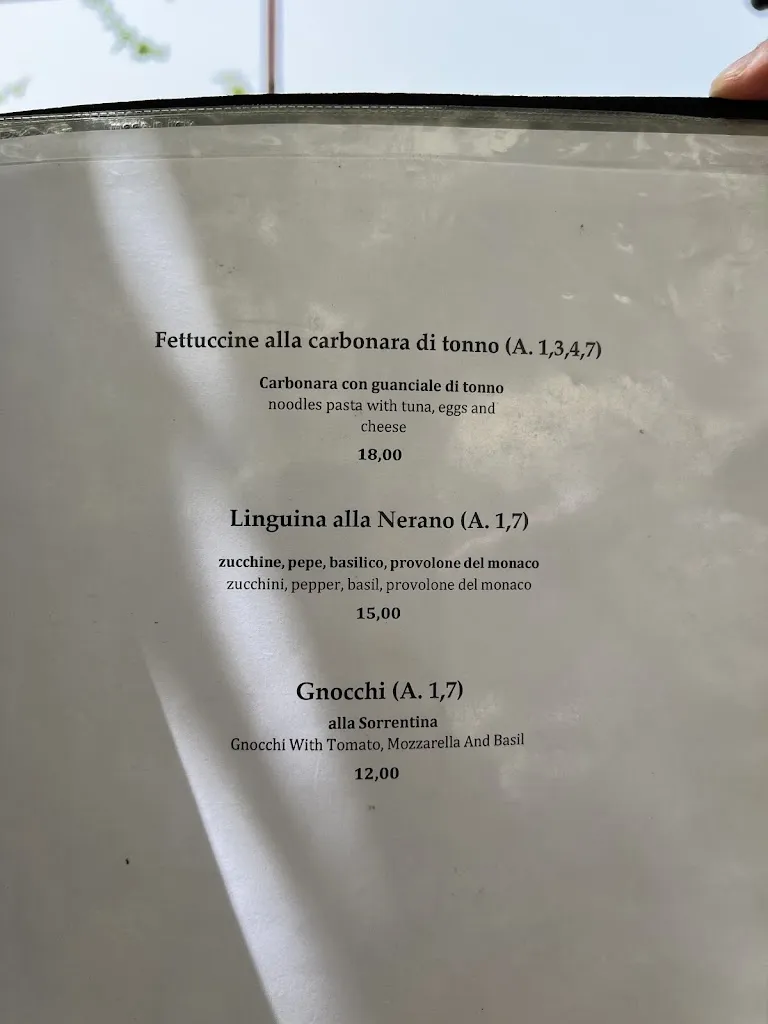 Fettuccine alla carbonara di tonno (A. 1,3,4,7)
Carbonara con guanciale di tonno
noodles pasta with tuna, eggs and
cheese
18,00
Linguina alla Nerano (A. 1,7)
zucchine, pepe, basilico, provolone del monaco
zucchini, pepper, basil, provolone del monaco
15,00
Gnocchi (A. 1,7)
alla Sorrentina
Gnocchi With Tomato, Mozzarella And Basil
12,00